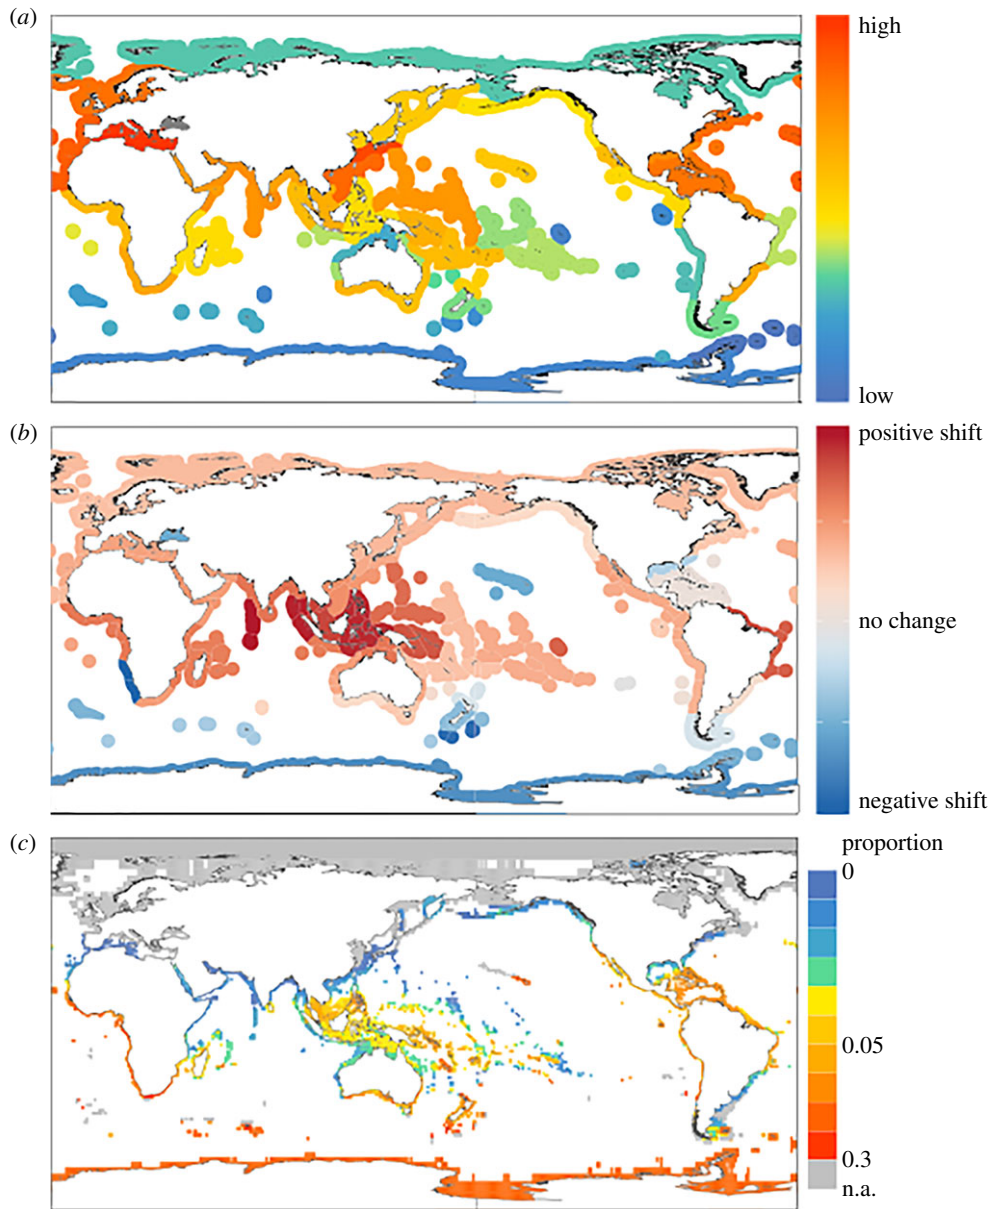 (a)
high
low
(b)
positive shift
no change
negative shift
(c)
proportion
0
0.05
0.3
n.a.